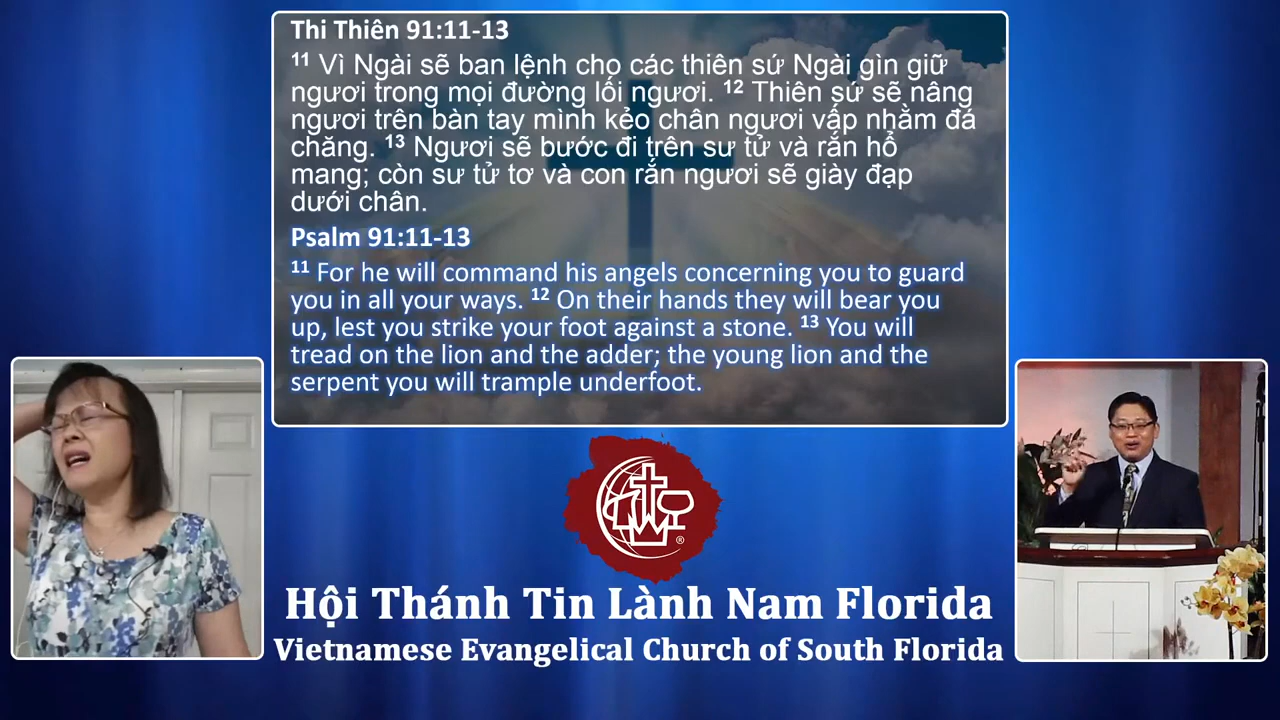 Thi Thiên 91:11-13
11 Vì Ngài sẽ ban lệnh cho các thiên sứ Ngài gìn giữ
ngươi trong mọi đường lối ngươi. 12 Thiên sứ sẽ nâng
ngươi trên bàn tay mình kẻo chân ngươi vấp nhằm đá
chăng. 13 Ngươi sẽ bước đi trên sư tử và rắn hổ
mang; còn sư tử tơ và con rắn ngươi sẽ giày đạp
dưới chân.
Psalm 91:11-13
11 For he will command his angels concerning you to guard
you in all your ways. 12 On their hands they will bear you
up, lest you strike your foot against a stone. 13 You will
tread on the lion and the adder; the young lion and the
serpent you will trample underfoot.
®
Hội Thánh Tin Lành Nam Florida
Vietnamese Evangelical Church of South Florida